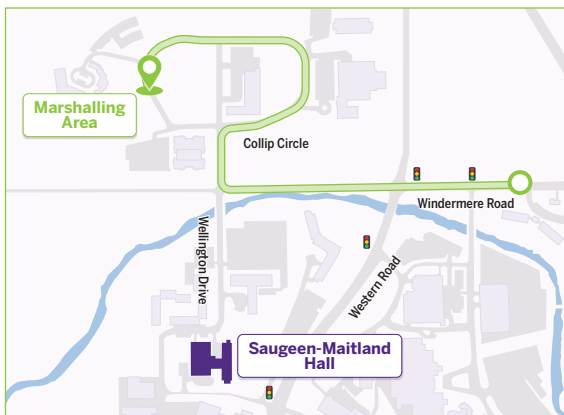 Marshalling
Area
Collip Circle
Windermere Road
Wellington Drive
Western Road
Saugeen-Maitland
Hall